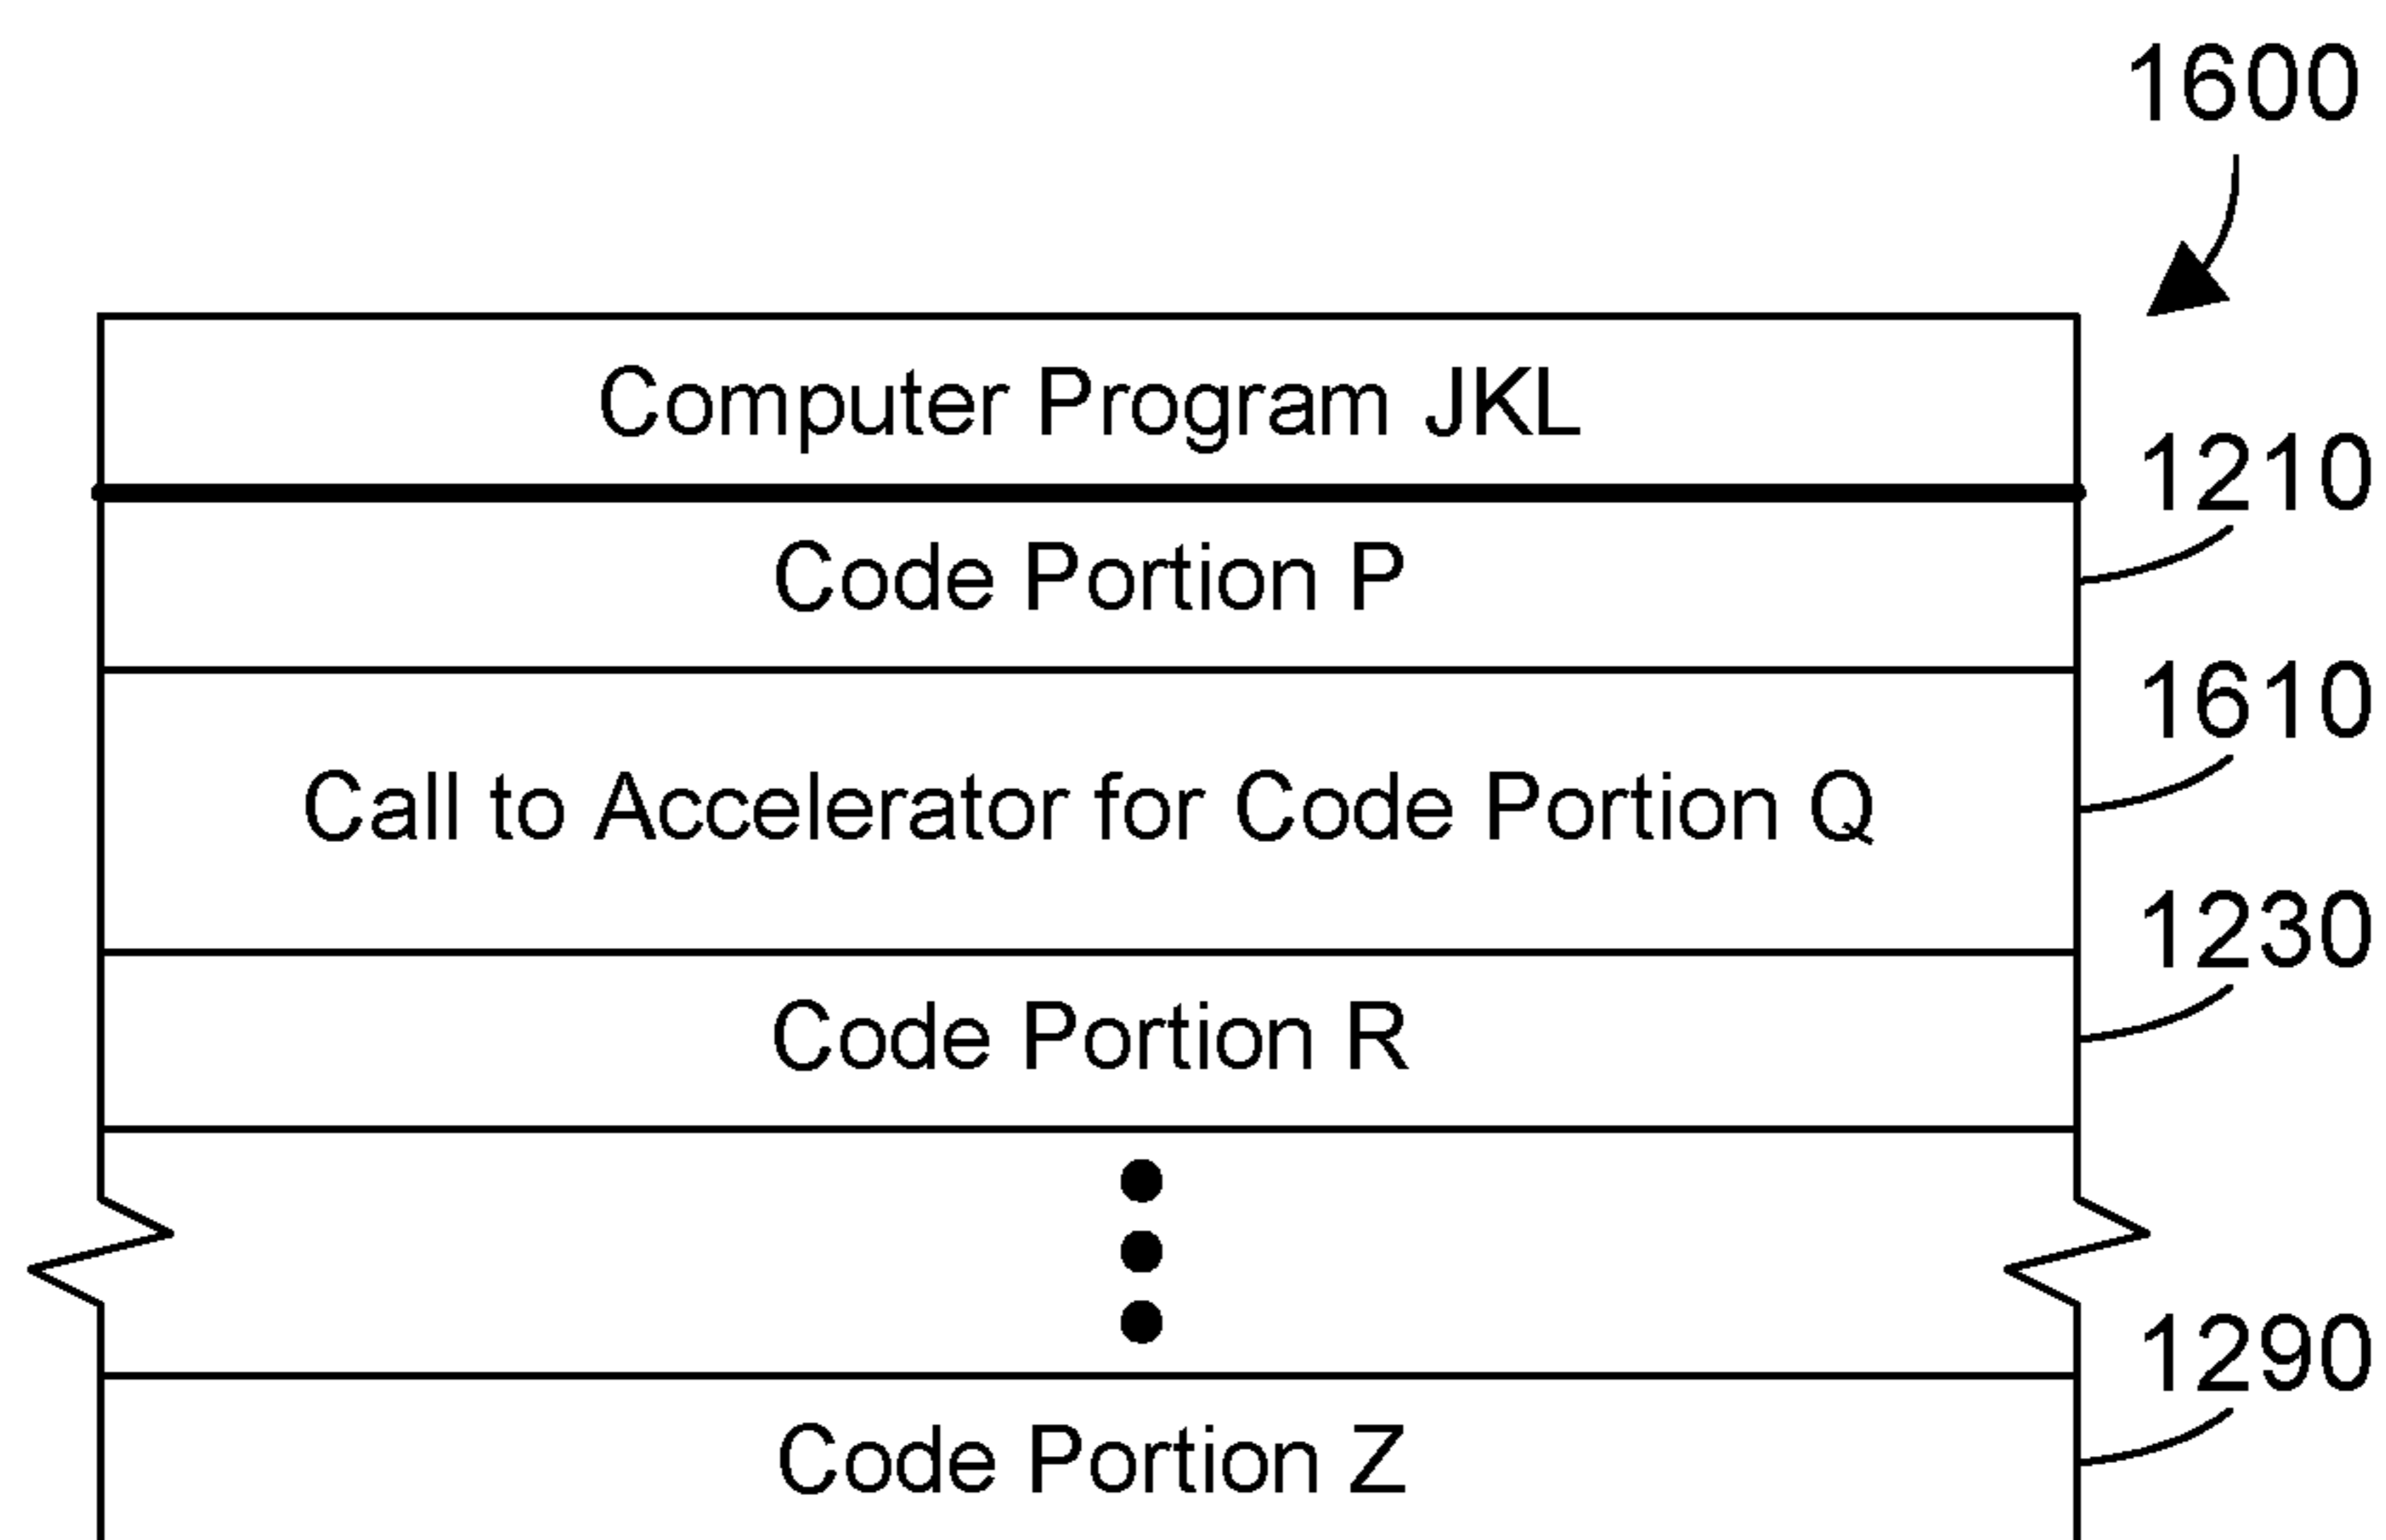 1600
Computer Program JKL
1210
Code Portion P
1610
Call to Accelerator for Code Portion Q
1230
Code Portion R
1290
Code Portion Z